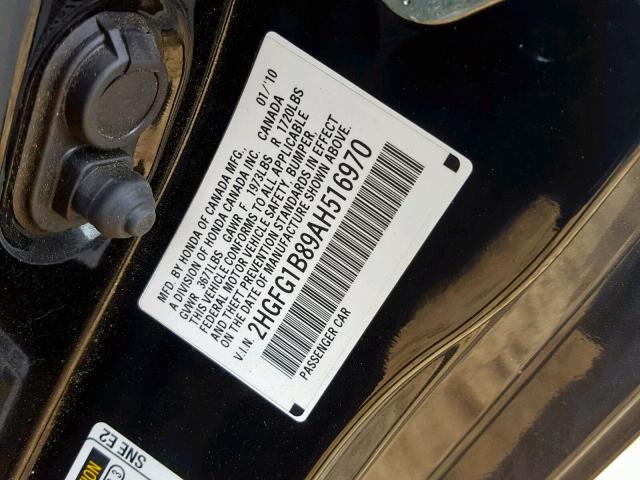 MFD. BY HONDA OF CANADA MFG., 01/'10
A DIVISION OF HONDA CANADA INC., CANADA
GVWR 3671LBS GAWR F 1973LBS R 1720LBS
THIS VEHICLE CONFORMS TO ALL APPLICABLE
FEDERAL MOTOR VEHICLE SAFETY, BUMPER,
AND THEFT PREVENTION STANDARDS IN EFFECT
ON THE DATE OF MANUFACTURE SHOWN ABOVE.
V.I.N. 2HGFG1B89AH516970
PASSENGER CAR
SNE E2